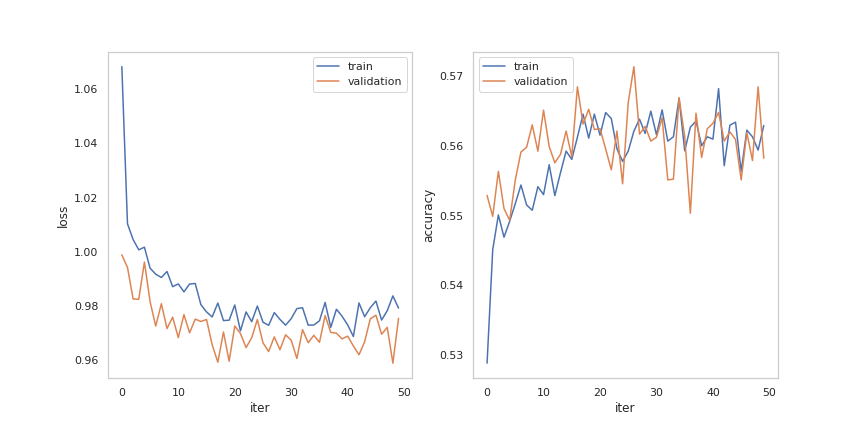 train
validation
1.06
1.04
1.02
1.00
0.98
0.96
loss
0 10 20 30 40 50
iter
train
validation
0.57
0.56
0.55
0.54
0.53
accuracy
0 10 20 30 40 50
iter